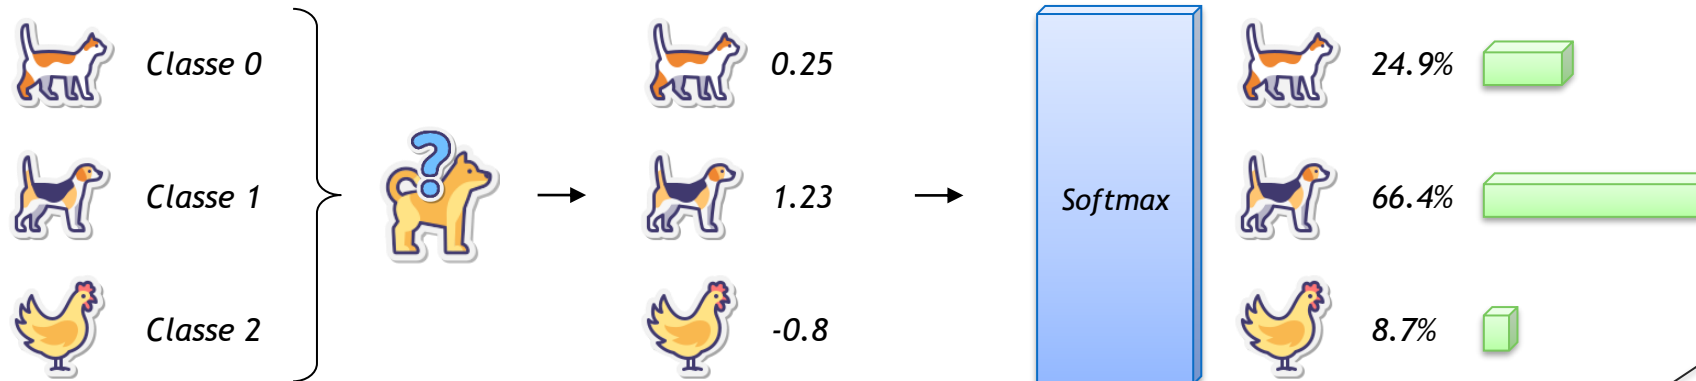 Classe 0
0.25
24.9%
?
Classe 1
1.23
Softmax
66.4%
Classe 2
-0.8
8.7%